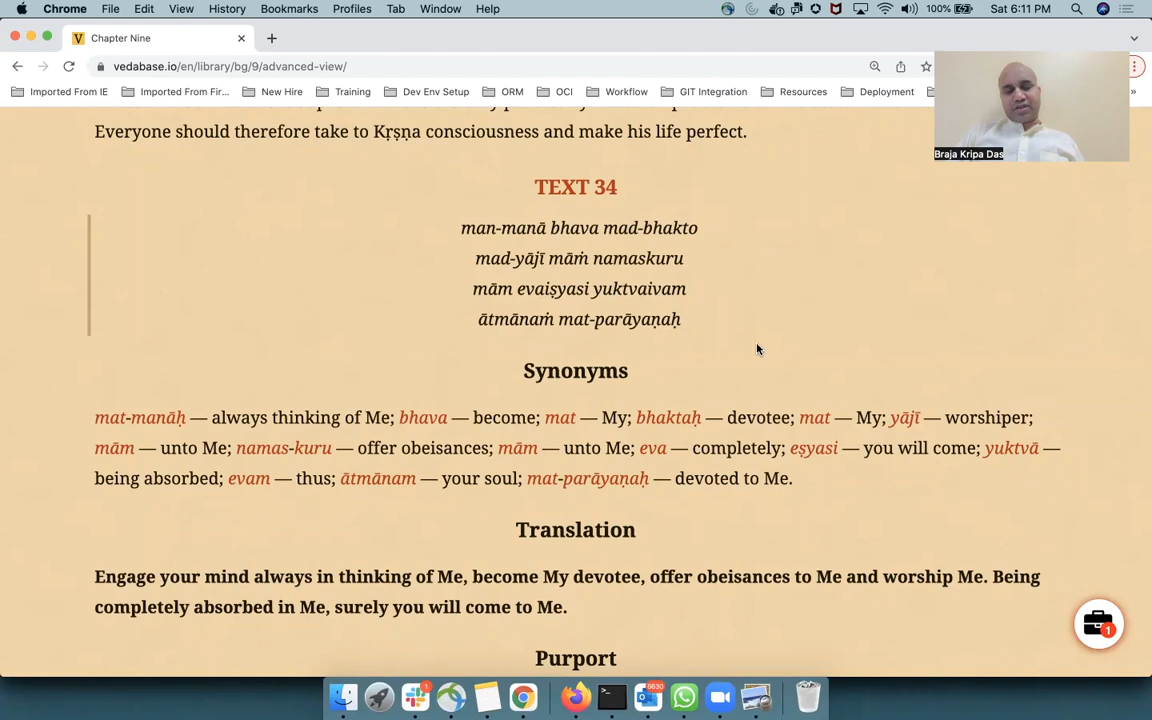 Chrome File Edit View History Bookmarks Profiles Tab Window Help 100% Sat 6:11 PM
V Chapter Nine
vedabase.io/en/library/bg/9/advanced-view/
Imported From IE Imported From Fir... New Hire Training Dev Env Setup ORM OCI Workflow GIT Integration Resources Deployment »
Everyone should therefore take to Kṛṣṇa consciousness and make his life perfect.
Braja Kripa Das
TEXT 34
man-manā bhava mad-bhakto
mad-yājī māṁ namaskuru
mām evaiṣyasi yuktvaivam
ātmānaṁ mat-parāyaṇaḥ
Synonyms
mat-manāḥ — always thinking of Me; bhava — become; mat — My; bhaktaḥ — devotee; mat — My; yājī — worshiper;
mām — unto Me; namas-kuru — offer obeisances; mām — unto Me; eva — completely; eṣyasi — you will come; yuktvā —
being absorbed; evam — thus; ātmānam — your soul; mat-parāyaṇaḥ — devoted to Me.
Translation
Engage your mind always in thinking of Me, become My devotee, offer obeisances to Me and worship Me. Being
completely absorbed in Me, surely you will come to Me.
1
Purport
1 5630